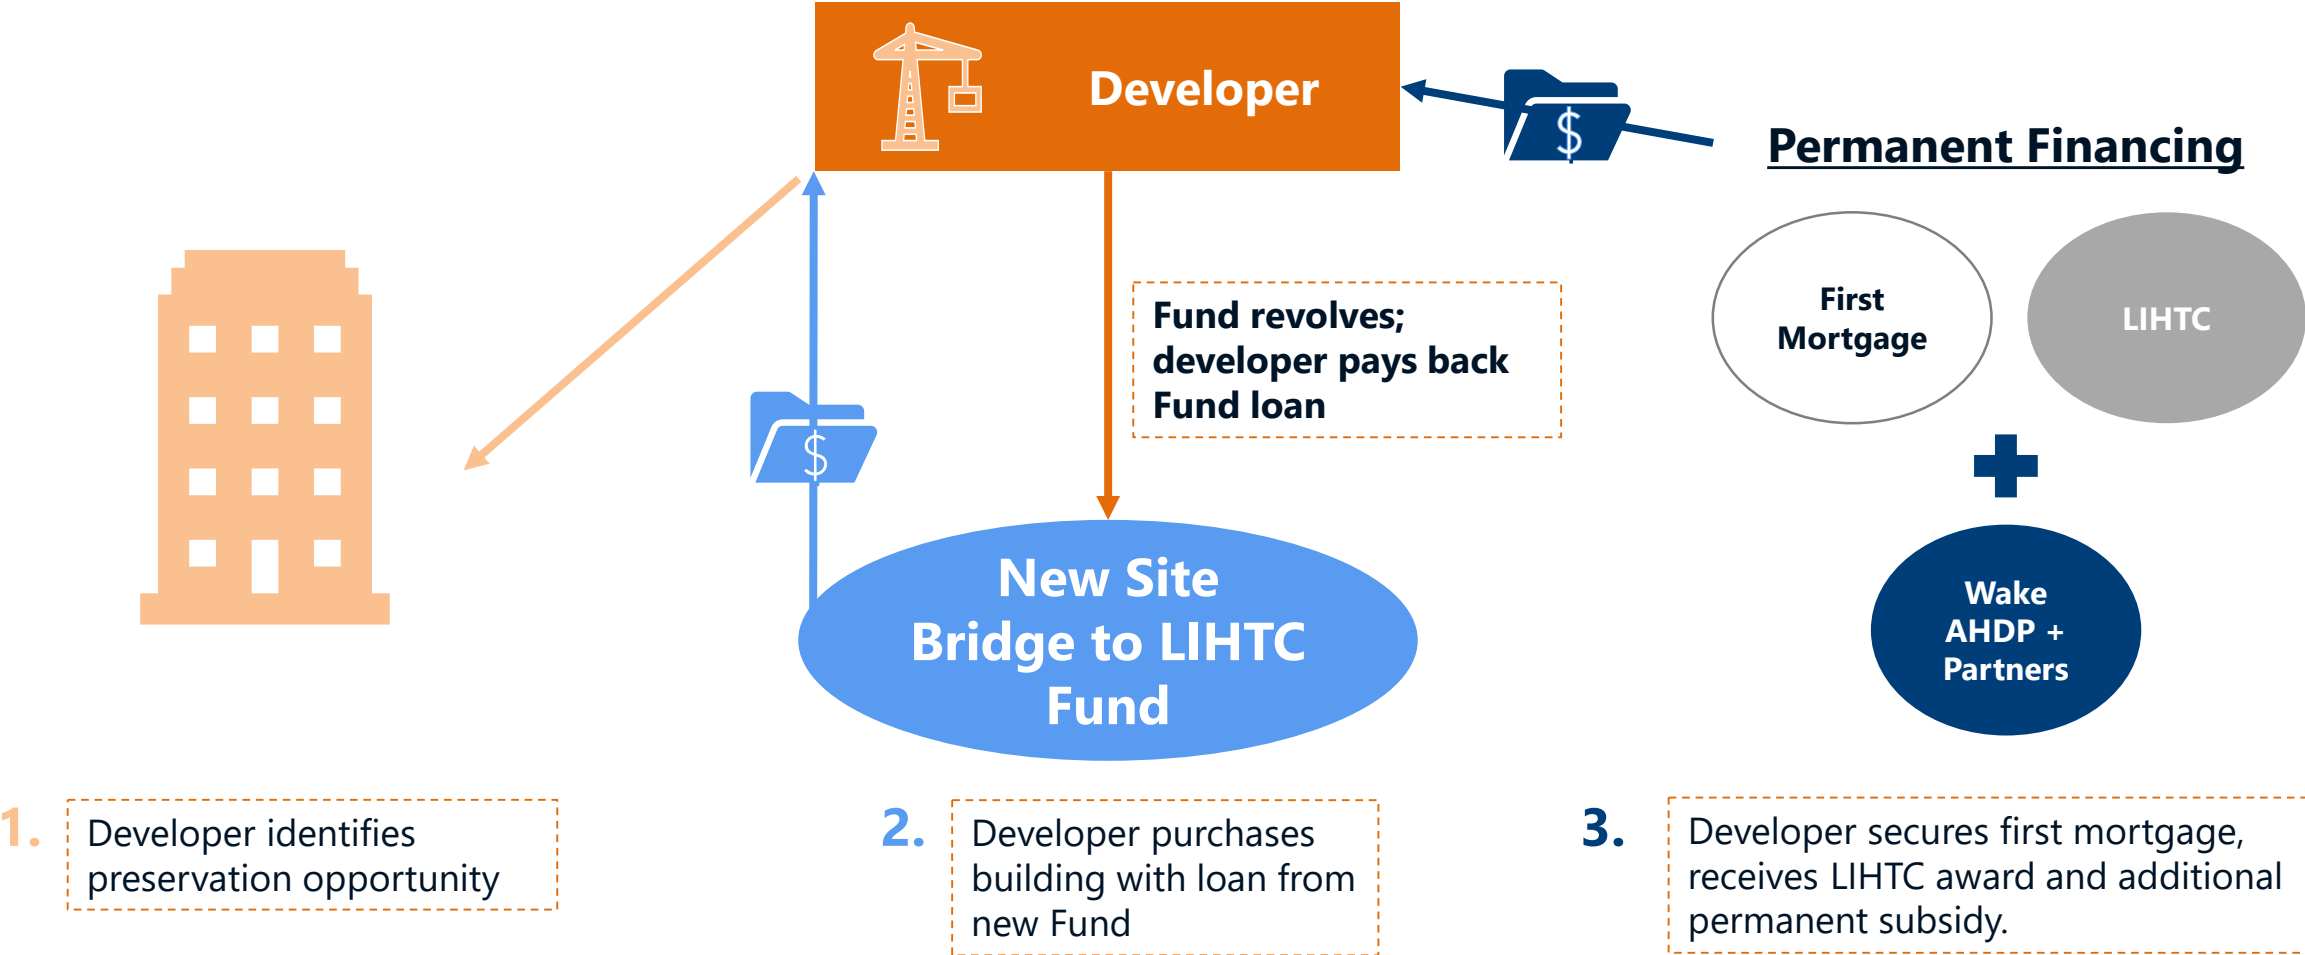 Developer
$
Permanent Financing
First
Mortgage
LIHTC
Fund revolves;
developer pays back
Fund loan
$
New Site
Bridge to LIHTC
Fund
Wake
AHDP +
Partners
1.
Developer identifies
preservation opportunity
2.
Developer purchases
building with loan from
new Fund
3.
Developer secures first mortgage,
receives LIHTC award and additional
permanent subsidy.